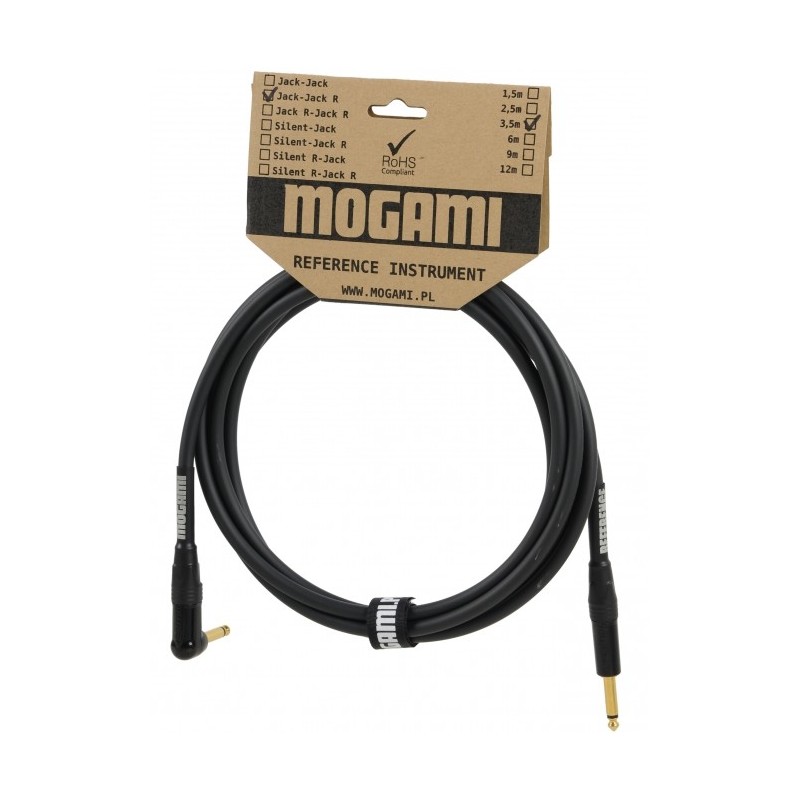 Jack-Jack
Jack-Jack R
Jack R-Jack R
Silent-Jack
Silent-Jack R
Silent R-Jack
Silent R-Jack R
1,5m
2,5m
3,5m
6m
9m
12m
RoHS
Compliant
MOGAMI
REFERENCE INSTRUMENT
WWW.MOGAMI.PL
MOGAMI
REFERENCE
GAMI.P